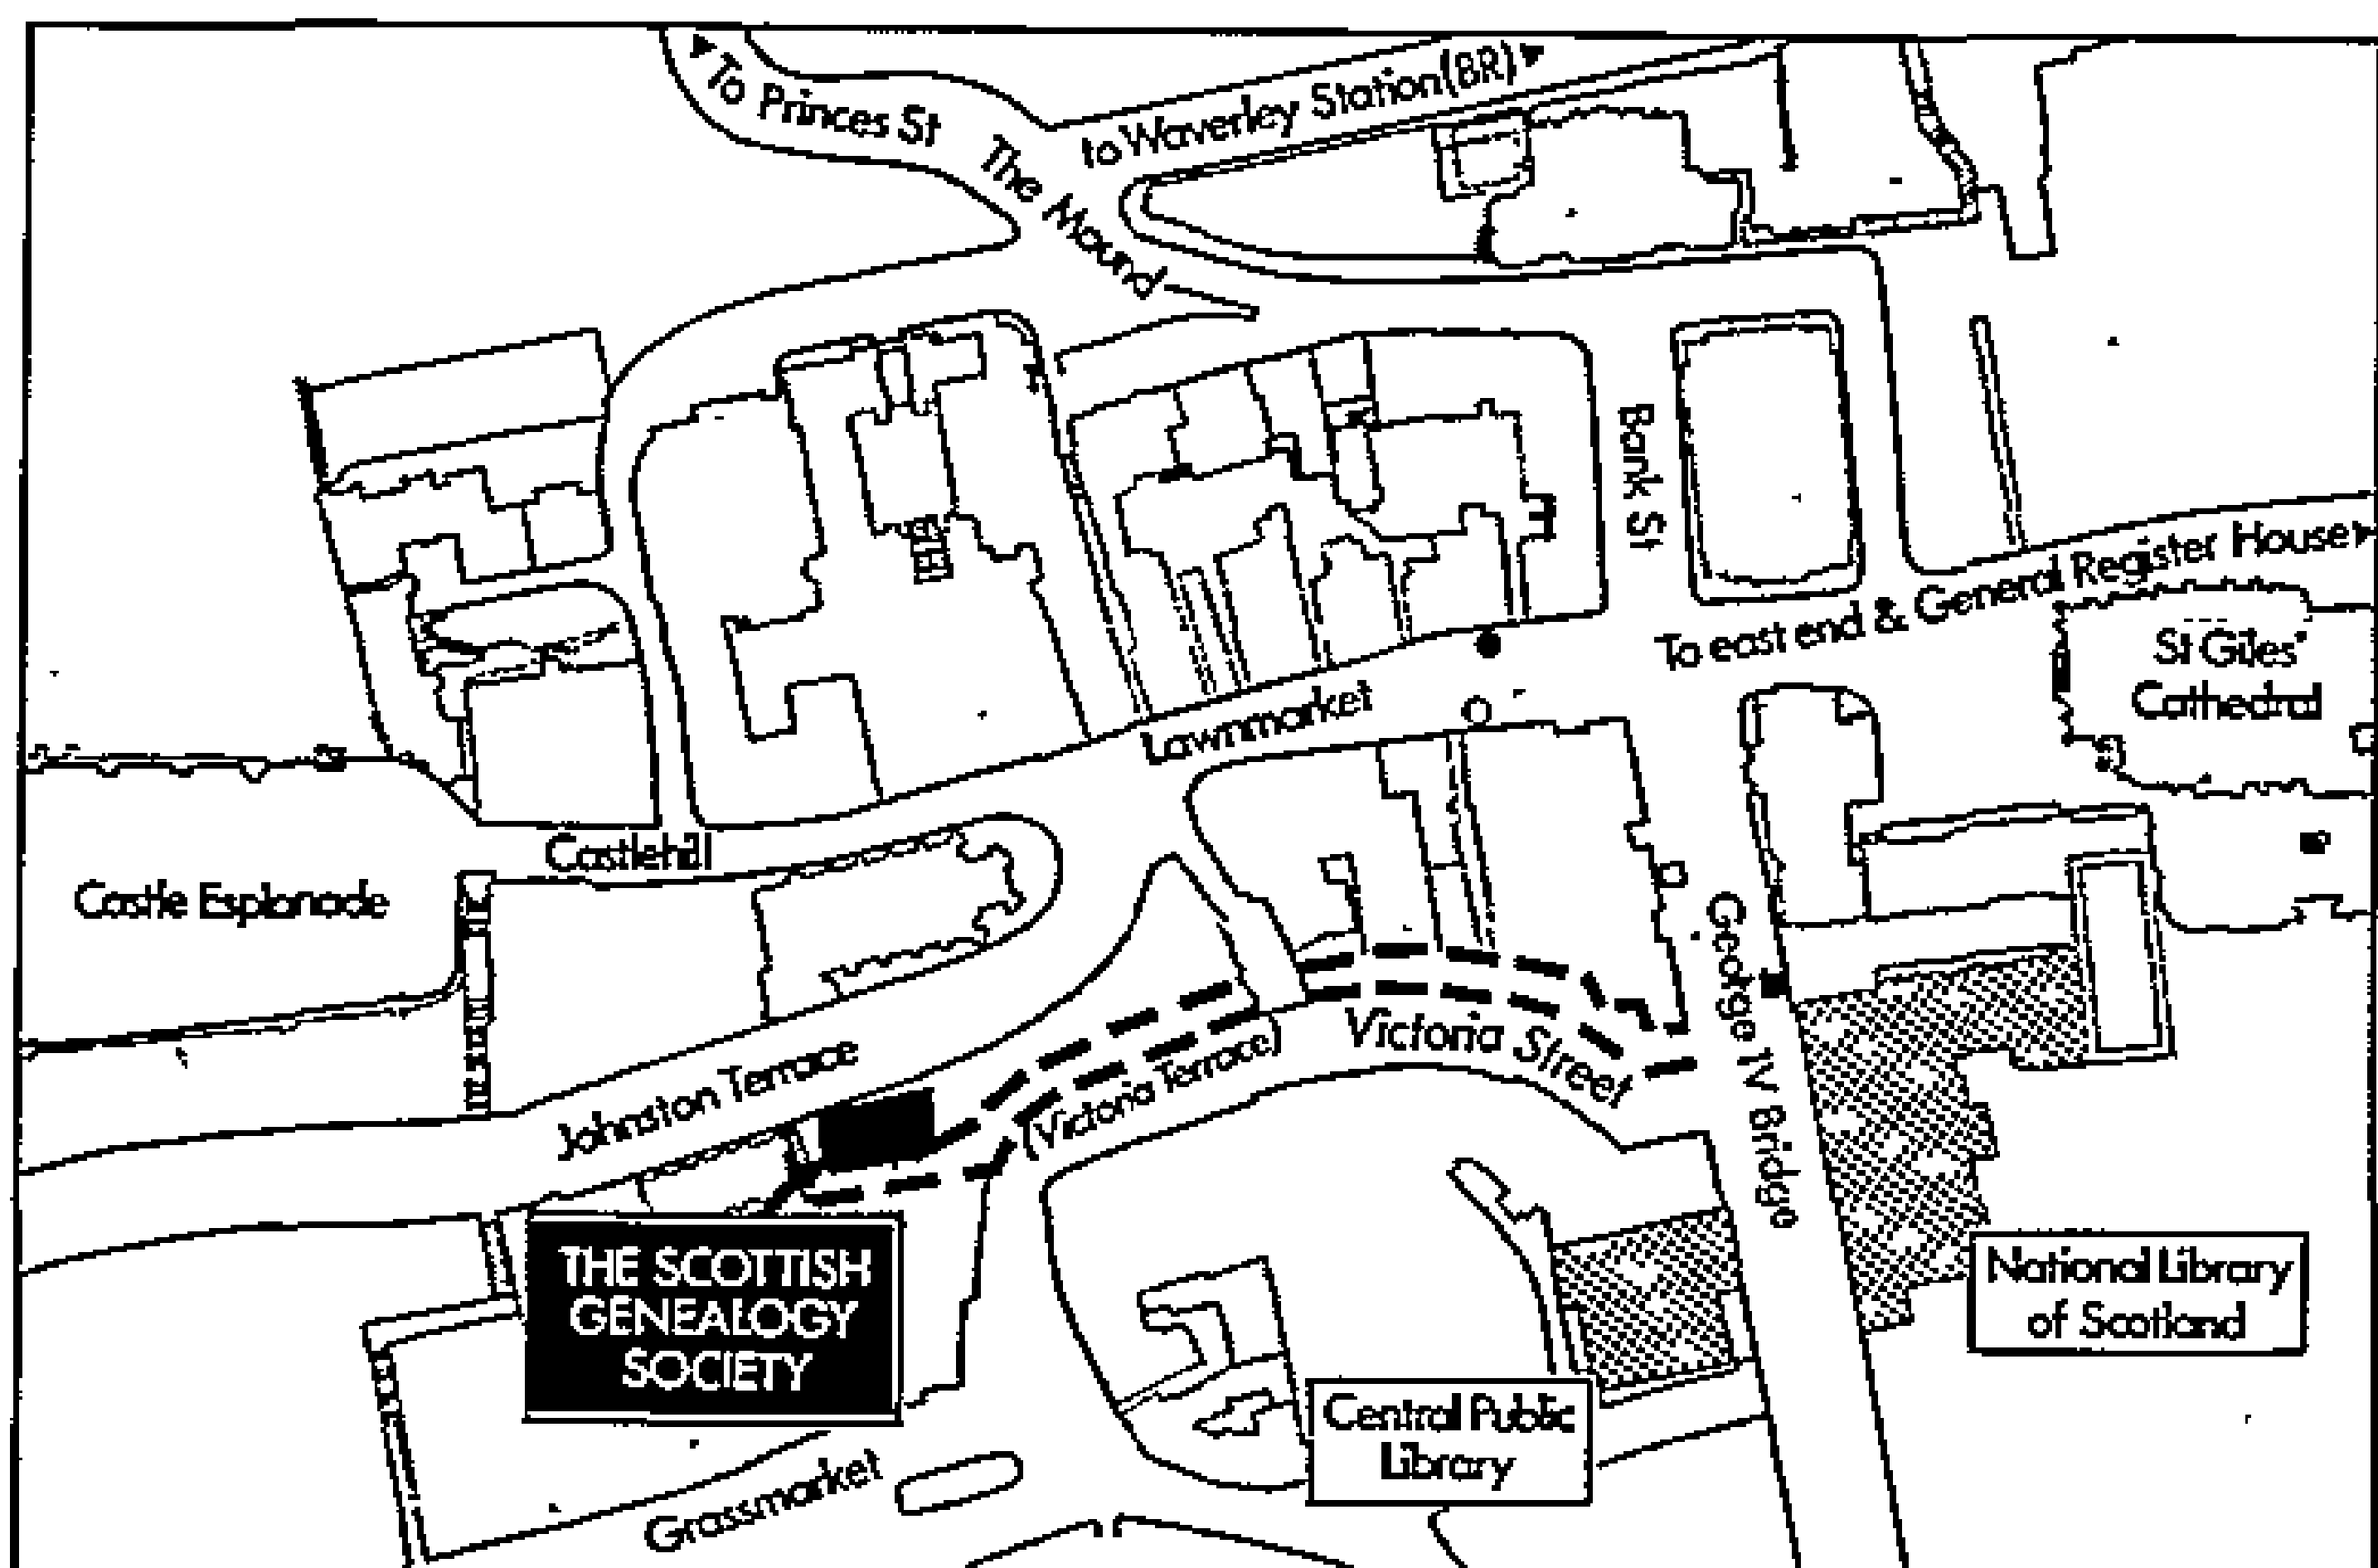 To Princes St
to Waverley Station(BR)
The Mound
Bank St
To east end & General Register House
St Giles'
Cathedral
Lawnmarket
Castlehill
Castle Esplanade
George IV Bridge
Victoria Street
(Victoria Terrace)
Johnston Terrace
THE SCOTTISH
GENEALOGY
SOCIETY
National Library
of Scotland
Central Public
Library
Grassmarket